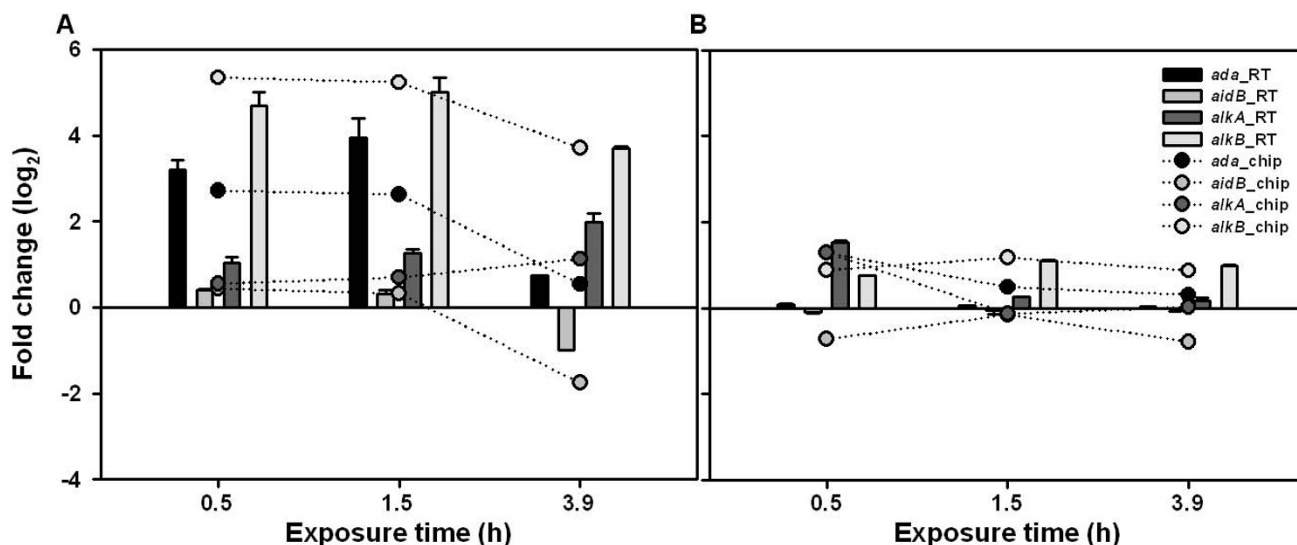 A
B
6
4
2
0
-2
-4
Fold change (log2)
0.5
1.5
3.9
Exposure time (h)
ada_RT
aidB_RT
alkA_RT
alkB_RT
ada_chip
aidB_chip
alkA_chip
alkB_chip
0.5
1.5
3.9
Exposure time (h)